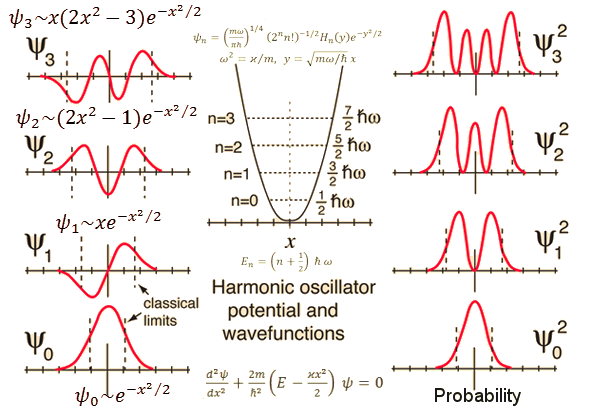 ψ₃~x(2x² − 3)e^{−x²/2}
Ψ₃
ψ₂~(2x² − 1)e^{−x²/2}
Ψ₂
ψ₁~xe^{−x²/2}
Ψ₁
classical
limits
Ψ₀
ψ₀~e^{−x²/2}
ψₙ = (mω/πħ)^{1/4} (2ⁿn!)^{−1/2}Hₙ(y)e^{−y²/2}
ω² = ϰ/m, y = √(mω/ħ) x
n=3 7/2 ħω
n=2 5/2 ħω
n=1 3/2 ħω
n=0 1/2 ħω
x
Eₙ = (n + 1/2) ħ ω
Harmonic oscillator
potential and
wavefunctions
d²ψ/dx² + 2m/ħ² (E − ϰx²/2) ψ = 0
Ψ₃²
Ψ₂²
Ψ₁²
Ψ₀²
Probability